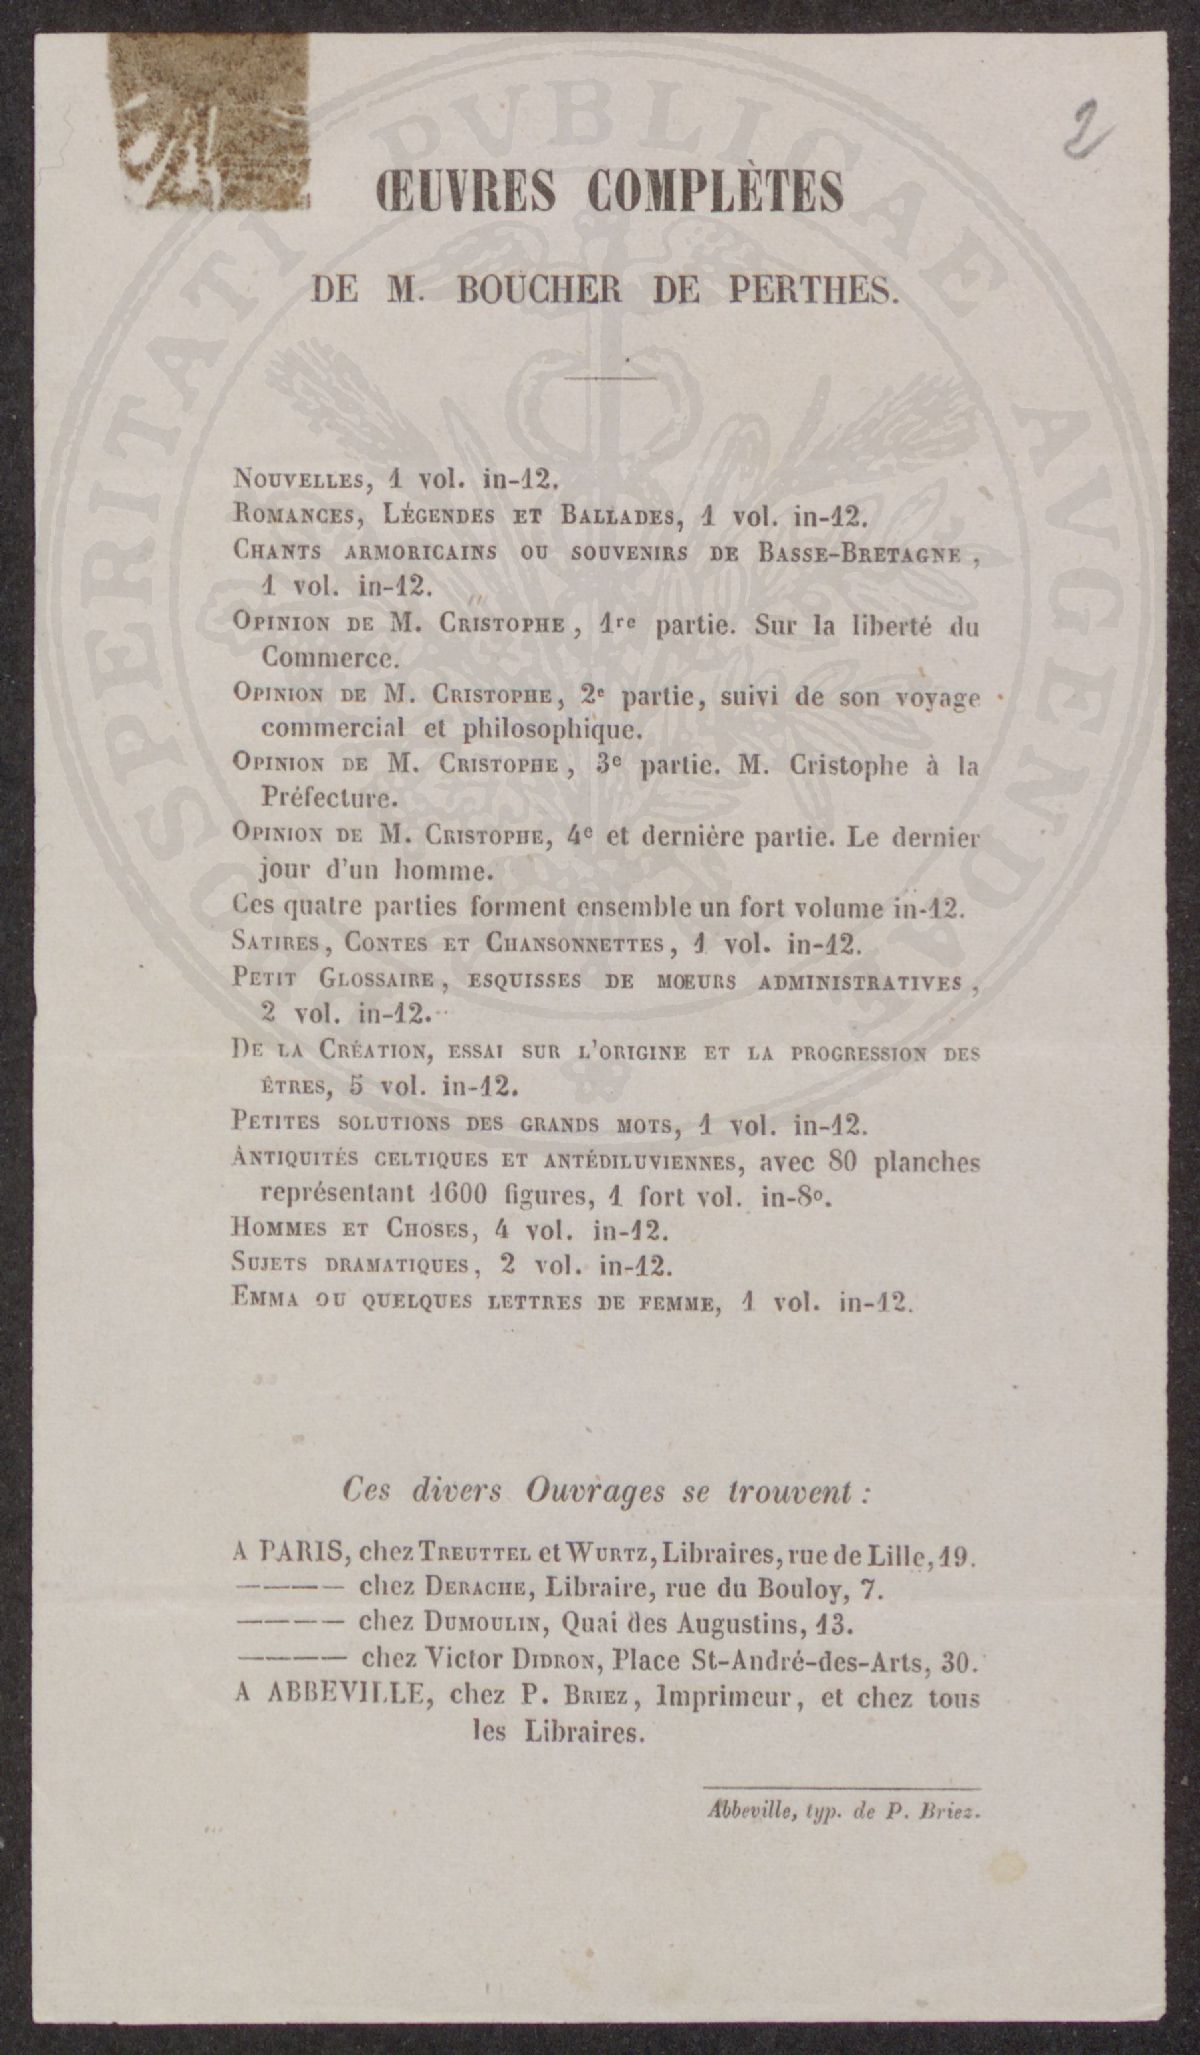 2
ŒUVRES COMPLÈTES
DE M. BOUCHER DE PERTHES.
NOUVELLES, 1 vol. in-12.
ROMANCES, LÉGENDES ET BALLADES, 1 vol. in-12.
CHANTS ARMORICAINS OU SOUVENIRS DE BASSE-BRETAGNE,
1 vol. in-12.
OPINION DE M. CRISTOPHE, 1re partie. Sur la liberté du
Commerce.
OPINION DE M. CRISTOPHE, 2e partie, suivi de son voyage
commercial et philosophique.
OPINION DE M. CRISTOPHE, 3e partie. M. Cristophe à la
Préfecture.
OPINION DE M. CRISTOPHE, 4e et dernière partie. Le dernier
jour d'un homme.
Ces quatre parties forment ensemble un fort volume in-12.
SATIRES, CONTES ET CHANSONNETTES, 1 vol. in-12.
PETIT GLOSSAIRE, ESQUISSES DE MŒURS ADMINISTRATIVES,
2 vol. in-12.
DE LA CRÉATION, ESSAI SUR L'ORIGINE ET LA PROGRESSION DES
ÊTRES, 5 vol. in-12.
PETITES SOLUTIONS DES GRANDS MOTS, 1 vol. in-12.
ANTIQUITÉS CELTIQUES ET ANTÉDILUVIENNES, avec 80 planches
représentant 1600 figures, 1 fort vol. in-8o.
HOMMES ET CHOSES, 4 vol. in-12.
SUJETS DRAMATIQUES, 2 vol. in-12.
EMMA OU QUELQUES LETTRES DE FEMME, 1 vol. in-12.
Ces divers Ouvrages se trouvent :
A PARIS, chez TREUTTEL et WURTZ, Libraires, rue de Lille, 19.
———— chez DERACHE, Libraire, rue du Bouloy, 7.
———— chez DUMOULIN, Quai des Augustins, 13.
———— chez Victor DIDRON, Place St-André-des-Arts, 30.
A ABBEVILLE, chez P. BRIEZ, Imprimeur, et chez tous
les Libraires.
Abbeville, typ. de P. Briez.
PROSPERITATI PUBLICAE AUGENDAE